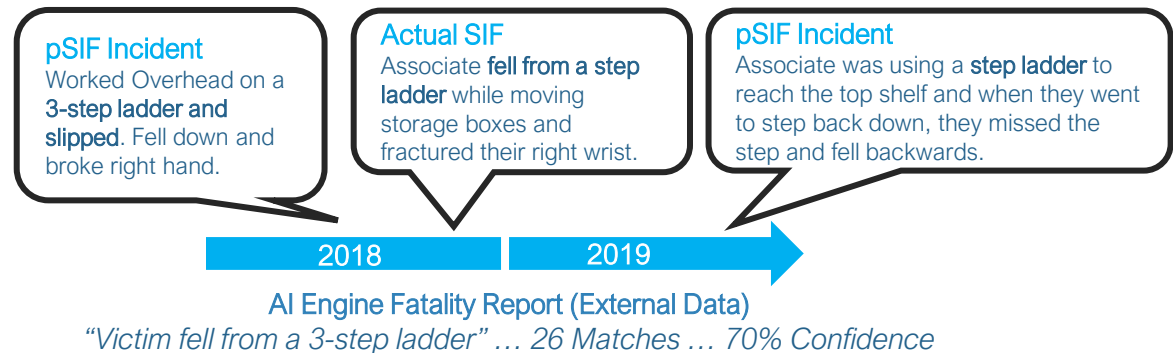 pSIF Incident
Worked Overhead on a
3-step ladder and
slipped. Fell down and
broke right hand.
Actual SIF
Associate fell from a step
ladder while moving
storage boxes and
fractured their right wrist.
pSIF Incident
Associate was using a step ladder to
reach the top shelf and when they went
to step back down, they missed the
step and fell backwards.
2018
2019
AI Engine Fatality Report (External Data)
“Victim fell from a 3-step ladder” … 26 Matches … 70% Confidence